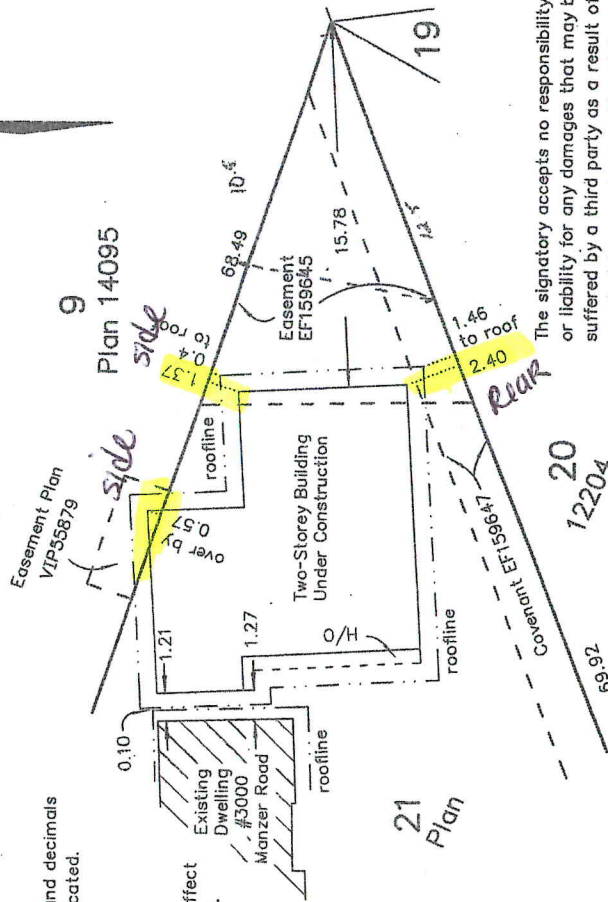 9
Plan 14095
19
Easement Plan
VIP55879
side
side
1.37
0.4
to roof
68.49
10.5
Easement
EF159645
15.78
1.46
to roof
2.40
Rear
over by
0.57
roofline
Two-Storey Building
Under Construction
1.21
1.27
H/O
roofline
0.10
Existing
Dwelling
#3000
Manzer Road
roofline
Covenant EF159647
20
12204
69.92
21
Plan
and decimals
cated.
ffect
The signatory accepts no responsibility
or liability for any damages that may b
suffered by a third party as a result of